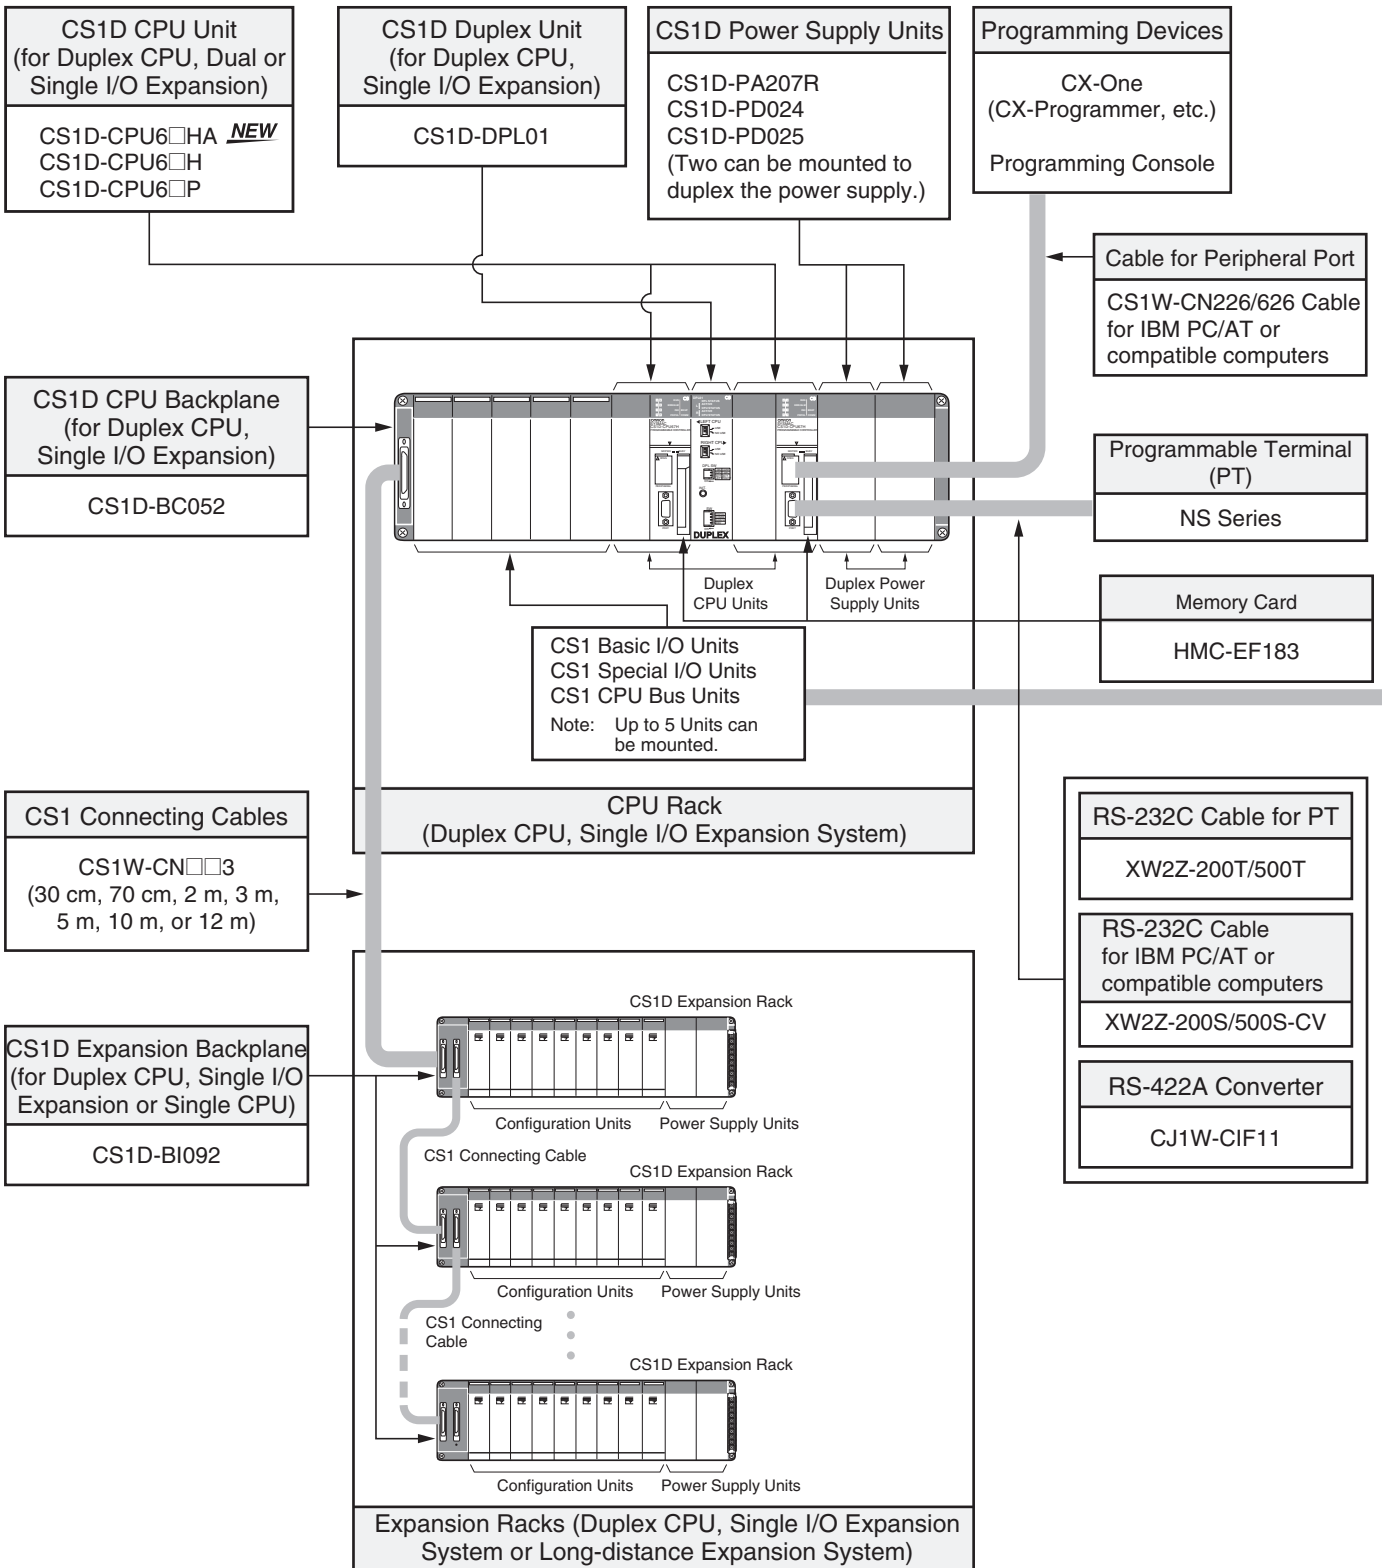 CS1D CPU Unit
(for Duplex CPU, Dual or
Single I/O Expansion)
CS1D-CPU6□HA NEW
CS1D-CPU6□H
CS1D-CPU6□P
CS1D Duplex Unit
(for Duplex CPU,
Single I/O Expansion)
CS1D-DPL01
CS1D Power Supply Units
CS1D-PA207R
CS1D-PD024
CS1D-PD025
(Two can be mounted to
duplex the power supply.)
Programming Devices
CX-One
(CX-Programmer, etc.)
Programming Console
Cable for Peripheral Port
CS1W-CN226/626 Cable
for IBM PC/AT or
compatible computers
CS1D CPU Backplane
(for Duplex CPU,
Single I/O Expansion)
CS1D-BC052
LEFT CPU
RIGHT CPU
DUPLEX
Programmable Terminal
(PT)
NS Series
Duplex
CPU Units
Duplex Power
Supply Units
Memory Card
HMC-EF183
CS1 Basic I/O Units
CS1 Special I/O Units
CS1 CPU Bus Units
Note: Up to 5 Units can
be mounted.
CPU Rack
(Duplex CPU, Single I/O Expansion System)
CS1 Connecting Cables
CS1W-CN□□3
(30 cm, 70 cm, 2 m, 3 m,
5 m, 10 m, or 12 m)
RS-232C Cable for PT
XW2Z-200T/500T
RS-232C Cable
for IBM PC/AT or
compatible computers
XW2Z-200S/500S-CV
RS-422A Converter
CJ1W-CIF11
CS1D Expansion Backplane
(for Duplex CPU, Single I/O
Expansion or Single CPU)
CS1D-BI092
CS1D Expansion Rack
Configuration Units
Power Supply Units
CS1 Connecting Cable
CS1D Expansion Rack
Configuration Units
Power Supply Units
CS1 Connecting
Cable
CS1D Expansion Rack
Configuration Units
Power Supply Units
Expansion Racks (Duplex CPU, Single I/O Expansion
System or Long-distance Expansion System)